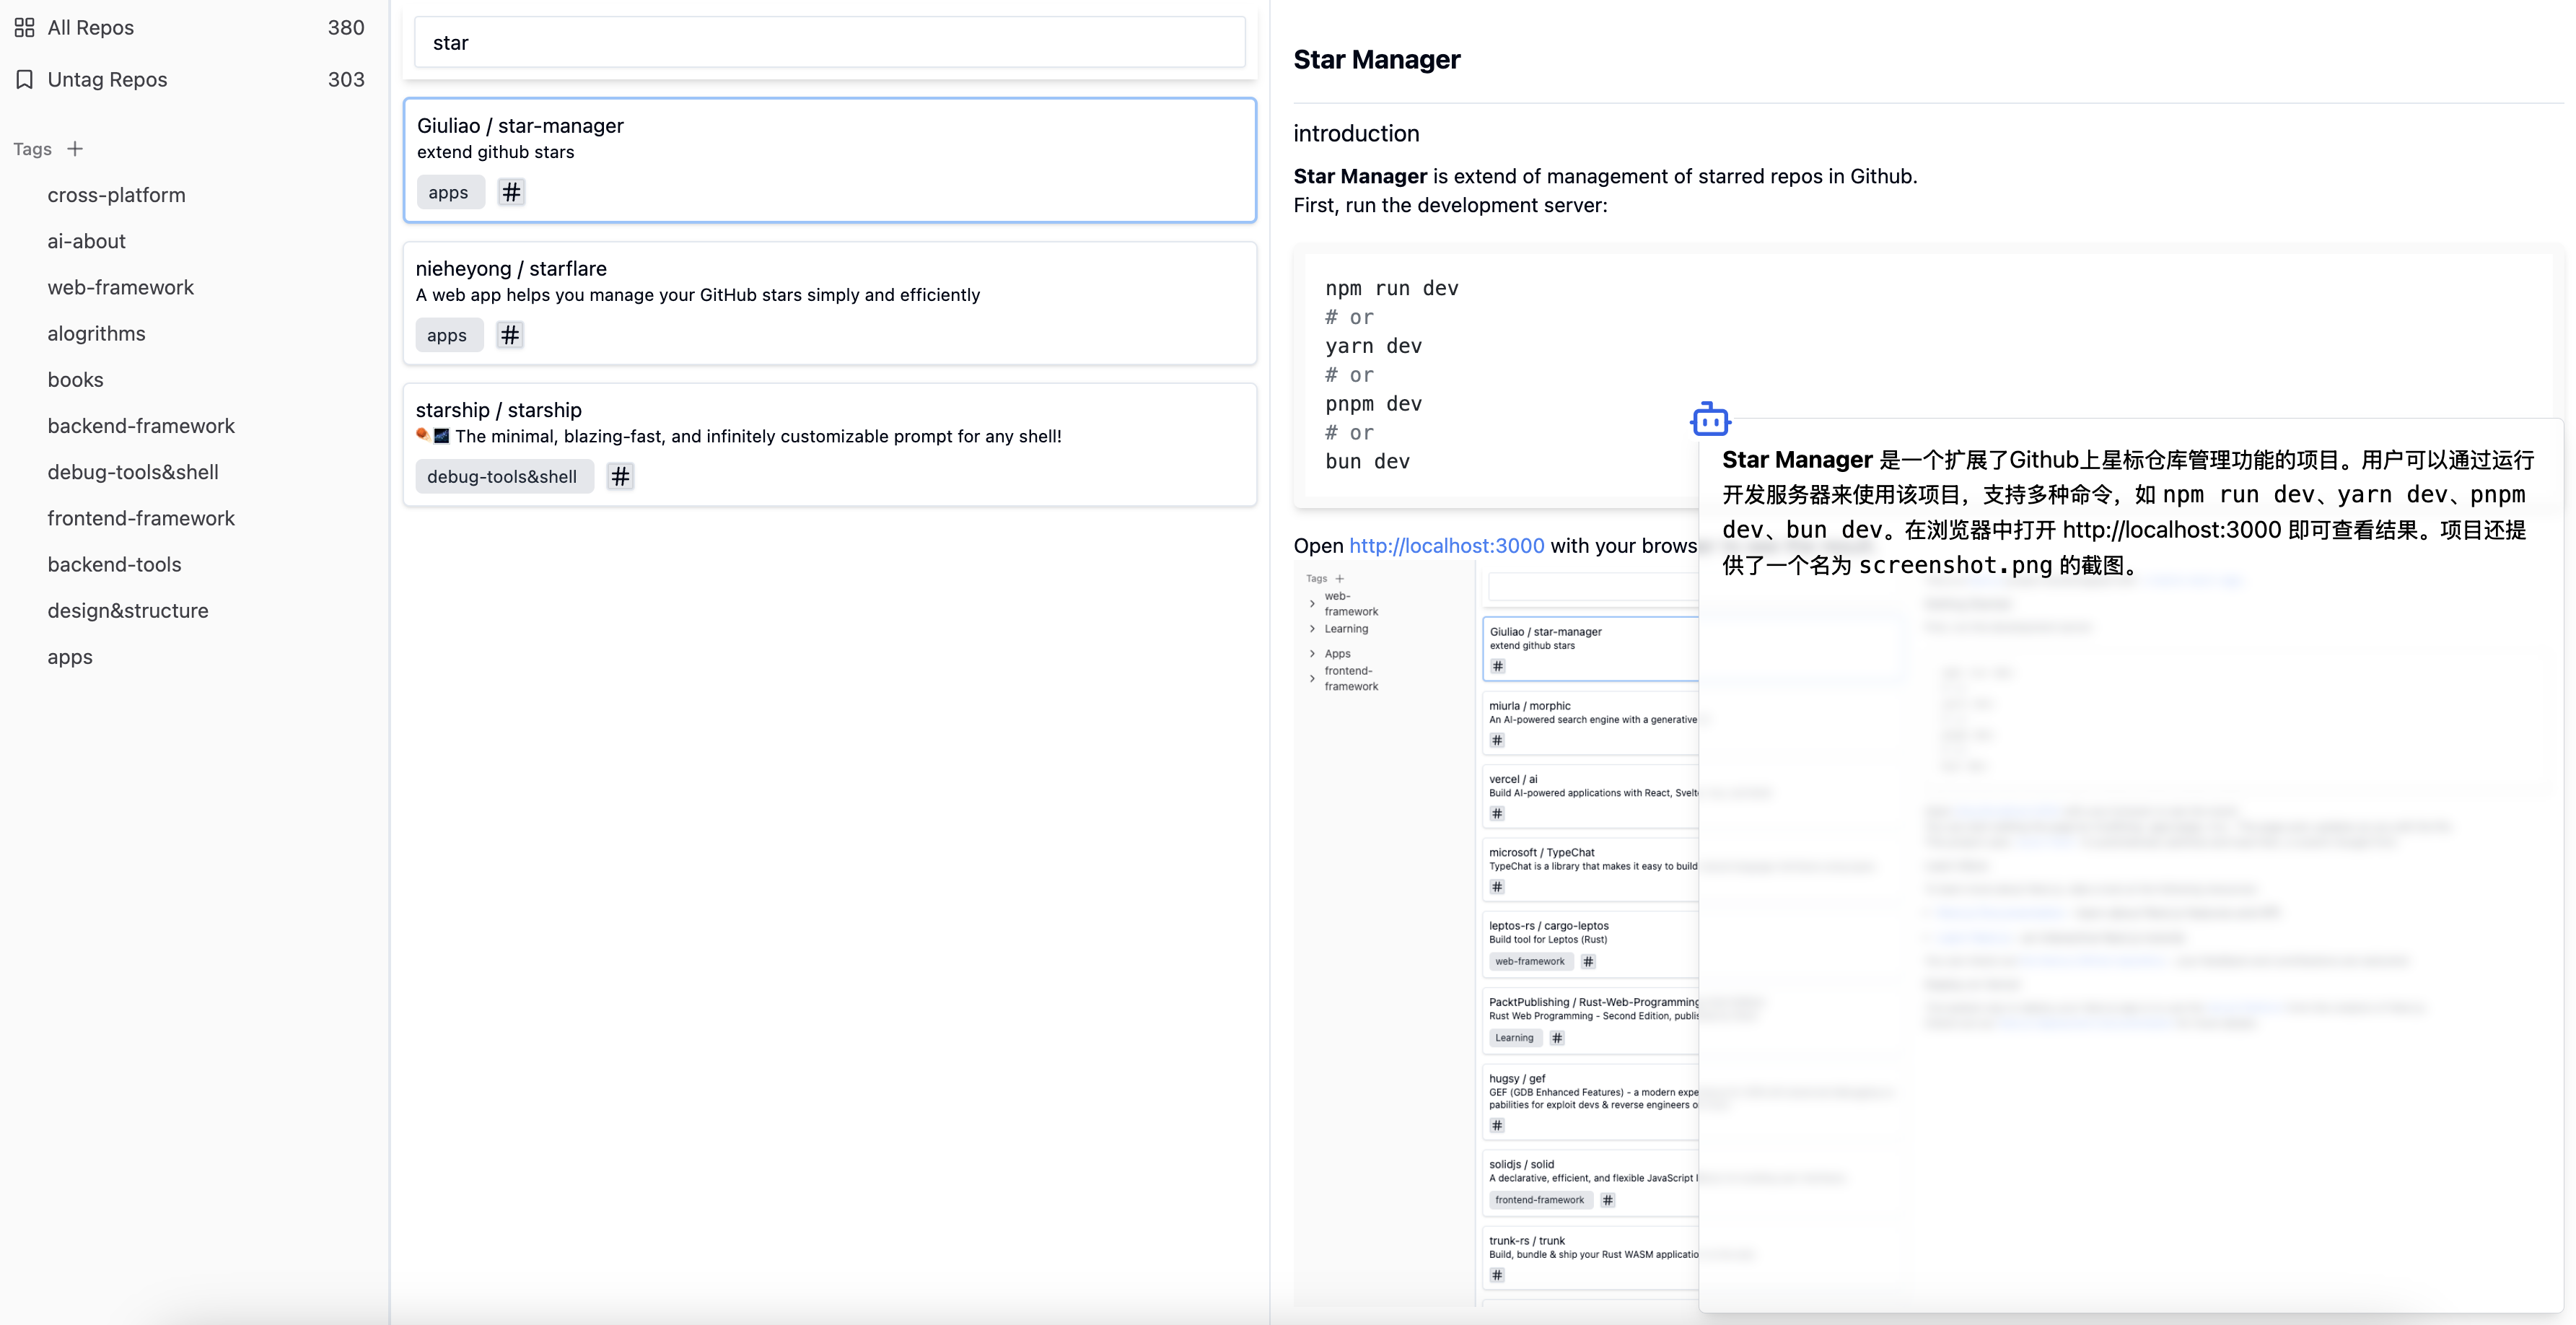 All Repos 380
Untag Repos 303
Tags
cross-platform
ai-about
web-framework
alogrithms
books
backend-framework
debug-tools&shell
frontend-framework
backend-tools
design&structure
apps
star
Giuliao / star-manager
extend github stars
apps #
nieheyong / starflare
A web app helps you manage your GitHub stars simply and efficiently
apps #
starship / starship
The minimal, blazing-fast, and infinitely customizable prompt for any shell!
debug-tools&shell #
Star Manager
introduction
Star Manager is extend of management of starred repos in Github.
First, run the development server:
npm run dev
# or
yarn dev
# or
pnpm dev
# or
bun dev
Open http://localhost:3000 with your brows
Tags
web-
framework
Learning
Apps
frontend-
framework
Giuliao / star-manager
extend github stars
#
miurla / morphic
An AI-powered search engine with a generative
#
vercel / ai
Build AI-powered applications with React, Svelt
#
microsoft / TypeChat
TypeChat is a library that makes it easy to build
#
leptos-rs / cargo-leptos
Build tool for Leptos (Rust)
web-framework #
PacktPublishing / Rust-Web-Programming
Rust Web Programming - Second Edition, publis
Learning #
hugsy / gef
GEF (GDB Enhanced Features) - a modern expe
pabilities for exploit devs & reverse engineers o
#
solidjs / solid
A declarative, efficient, and flexible JavaScript l
frontend-framework #
trunk-rs / trunk
Build, bundle & ship your Rust WASM applicatio
#
Star Manager 是一个扩展了Github上星标仓库管理功能的项目。用户可以通过运行
开发服务器来使用该项目，支持多种命令，如 npm run dev、yarn dev、pnpm
dev、bun dev。在浏览器中打开 http://localhost:3000 即可查看结果。项目还提
供了一个名为 screenshot.png 的截图。